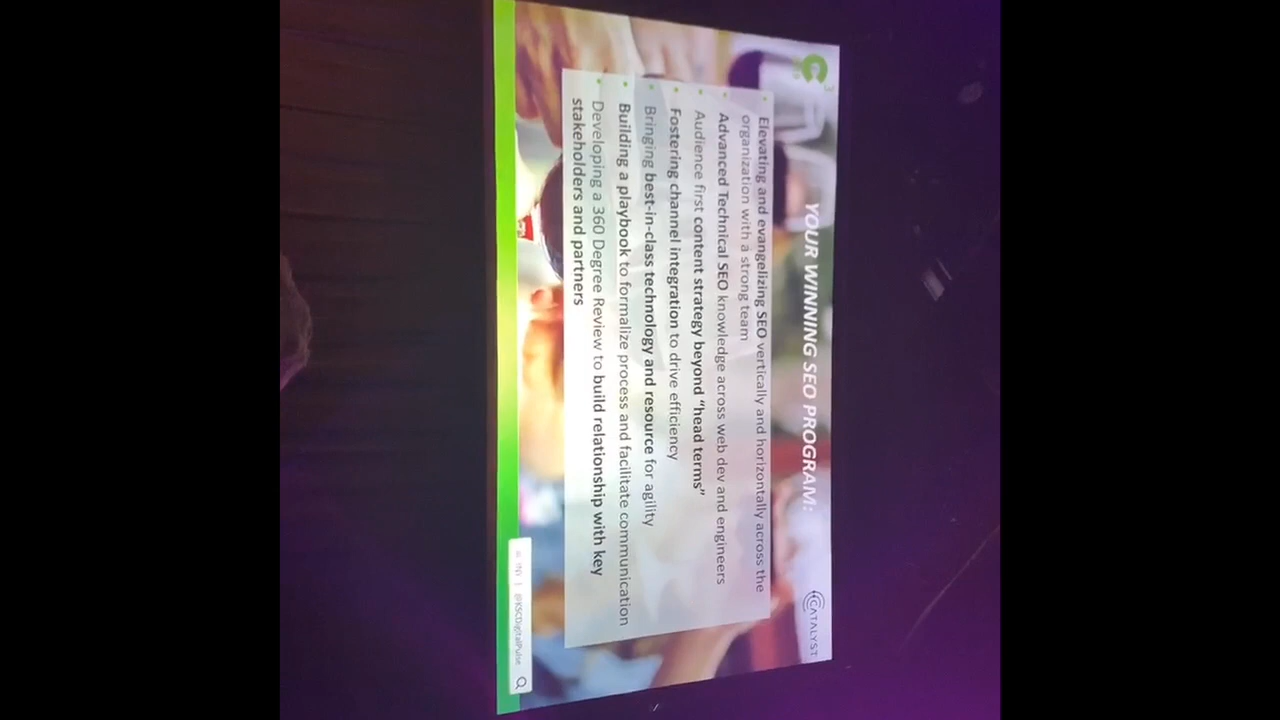 YOUR WINNING SEO PROGRAM:
Elevating and evangelizing SEO vertically and horizontally across the
organization with a strong team
Advanced Technical SEO knowledge across web dev and engineers
Audience first content strategy beyond “head terms”
Fostering channel integration to drive efficiency
Bringing best-in-class technology and resource for agility
Building a playbook to formalize process and facilitate communication
Developing a 360 Degree Review to build relationship with key
stakeholders and partners
CATALYST
@KSCDigitalPulse